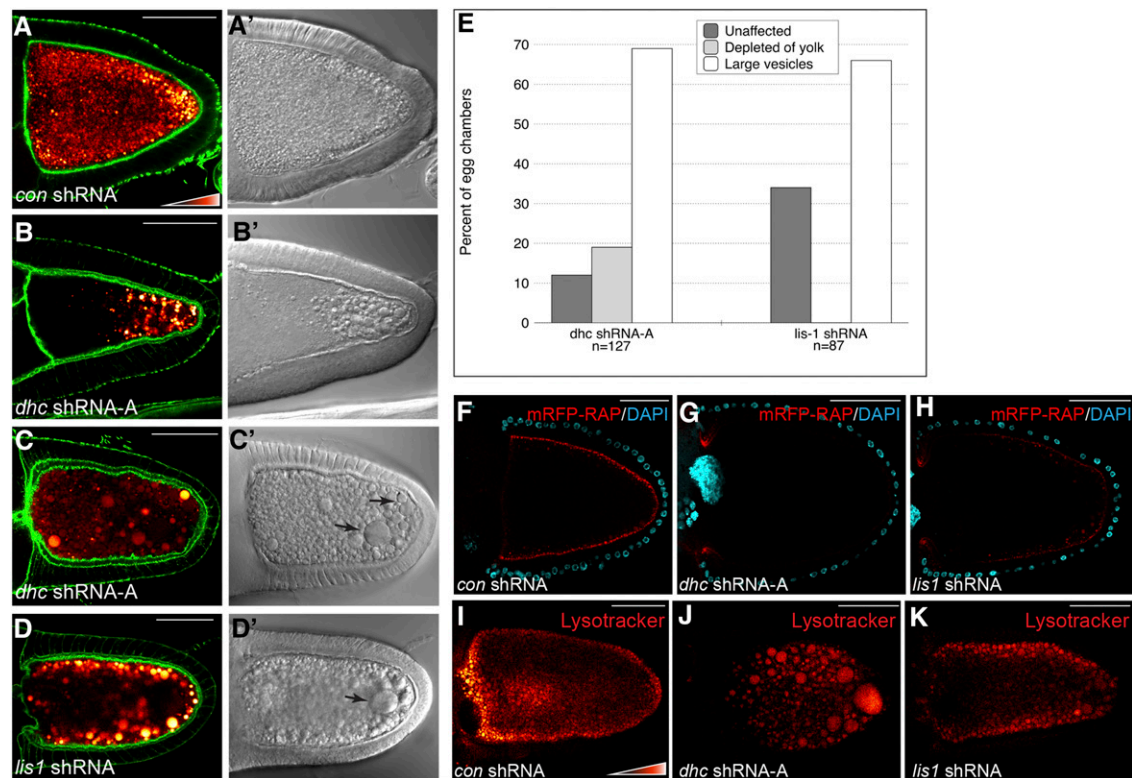 A
con shRNA
A'
B
dhc shRNA-A
B'
C
dhc shRNA-A
C'
D
lis1 shRNA
D'
E
Unaffected
Depleted of yolk
Large vesicles
Percent of egg chambers
70
60
50
40
30
20
10
0
dhc shRNA-A
n=127
lis-1 shRNA
n=87
F
mRFP-RAP/DAPI
con shRNA
G
mRFP-RAP/DAPI
dhc shRNA-A
H
mRFP-RAP/DAPI
lis1 shRNA
I
Lysotracker
con shRNA
J
Lysotracker
dhc shRNA-A
K
Lysotracker
lis1 shRNA